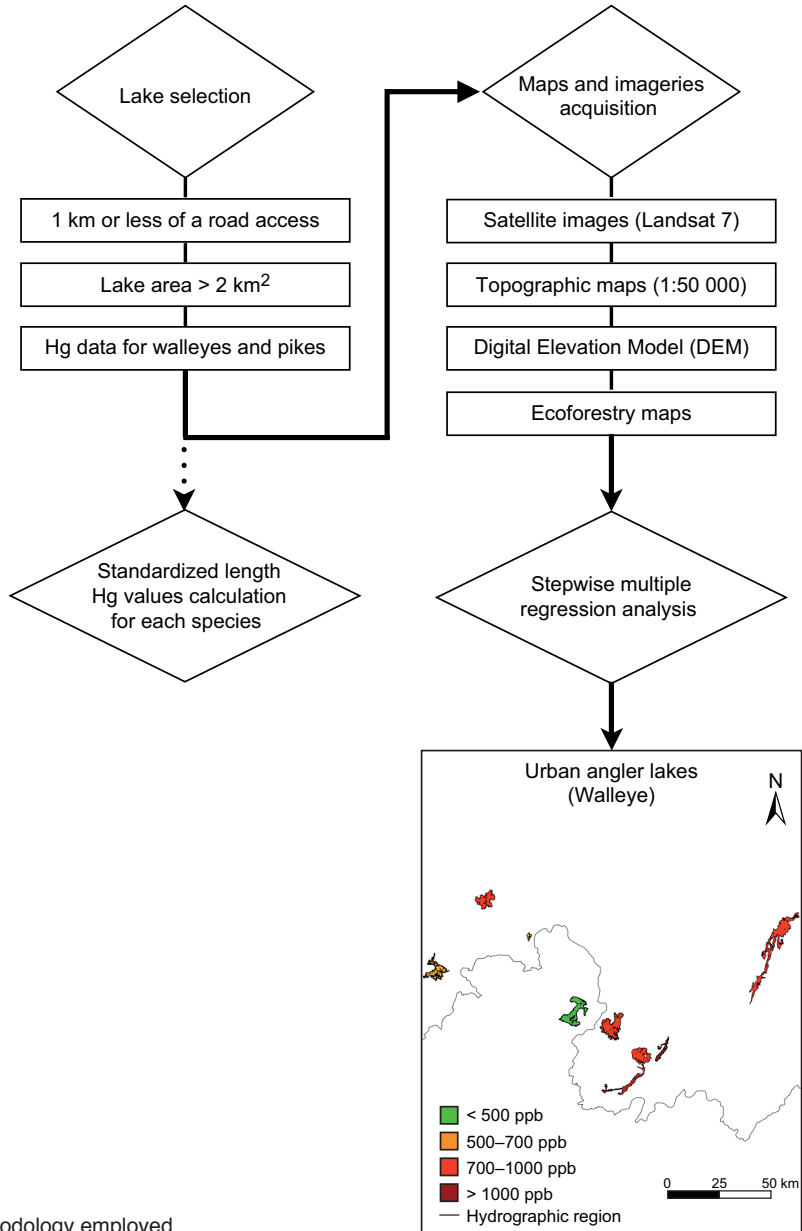 Lake selection
1 km or less of a road access
Lake area > 2 km²
Hg data for walleyes and pikes
Standardized length
Hg values calculation
for each species
Maps and imageries
acquisition
Satellite images (Landsat 7)
Topographic maps (1:50 000)
Digital Elevation Model (DEM)
Ecoforestry maps
Stepwise multiple
regression analysis
Urban angler lakes
(Walleye)
N
< 500 ppb
500–700 ppb
700–1000 ppb
> 1000 ppb
Hydrographic region
0 25 50 km
odology employed